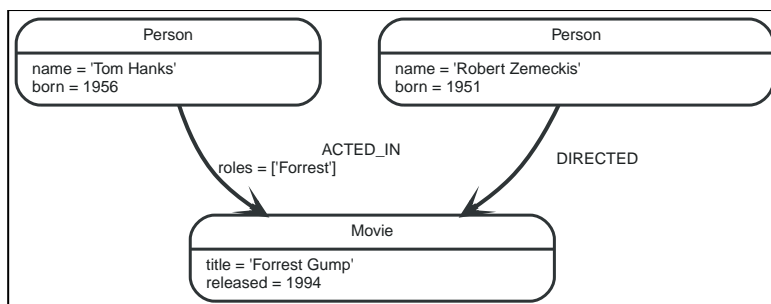 Person
name = 'Tom Hanks'
born = 1956
Person
name = 'Robert Zemeckis'
born = 1951
ACTED_IN
roles = ['Forrest']
DIRECTED
Movie
title = 'Forrest Gump'
released = 1994